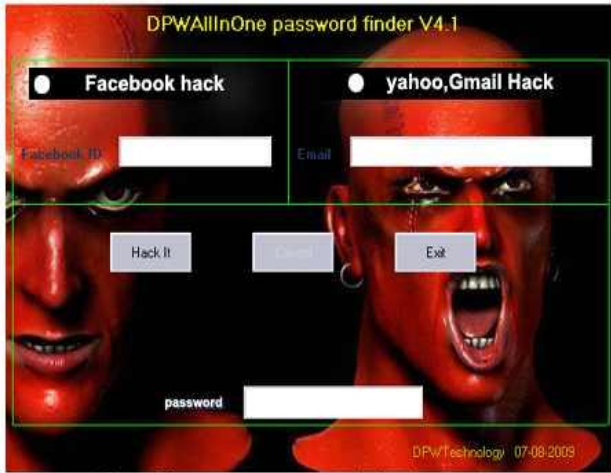 DPWAllInOne password finder V4.1
Facebook hack
yahoo,Gmail Hack
Facebook ID
Email
Hack It
Cancel
Exit
password
DPWTechnology 07-08-2009